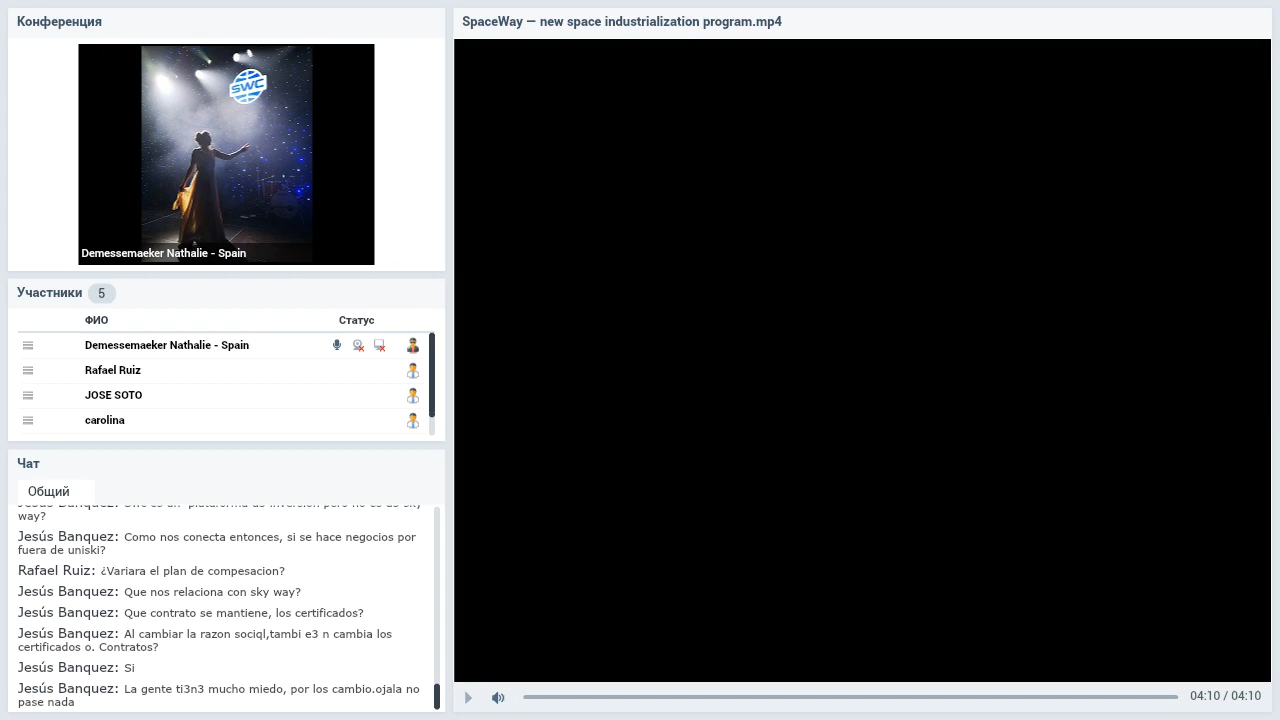 Конференция
SWC
Demessemaeker Nathalie - Spain
Участники 5
ФИО Статус
Demessemaeker Nathalie - Spain
Rafael Ruiz
JOSE SOTO
carolina
Чат
Общий
way?
Jesús Banquez: Como nos conecta entonces, si se hace negocios por
fuera de uniski?
Rafael Ruiz: ¿Variara el plan de compesacion?
Jesús Banquez: Que nos relaciona con sky way?
Jesús Banquez: Que contrato se mantiene, los certificados?
Jesús Banquez: Al cambiar la razon sociql,tambi e3 n cambia los
certificados o. Contratos?
Jesús Banquez: Si
Jesús Banquez: La gente ti3n3 mucho miedo, por los cambio.ojala no
pase nada
SpaceWay — new space industrialization program.mp4
04:10 / 04:10